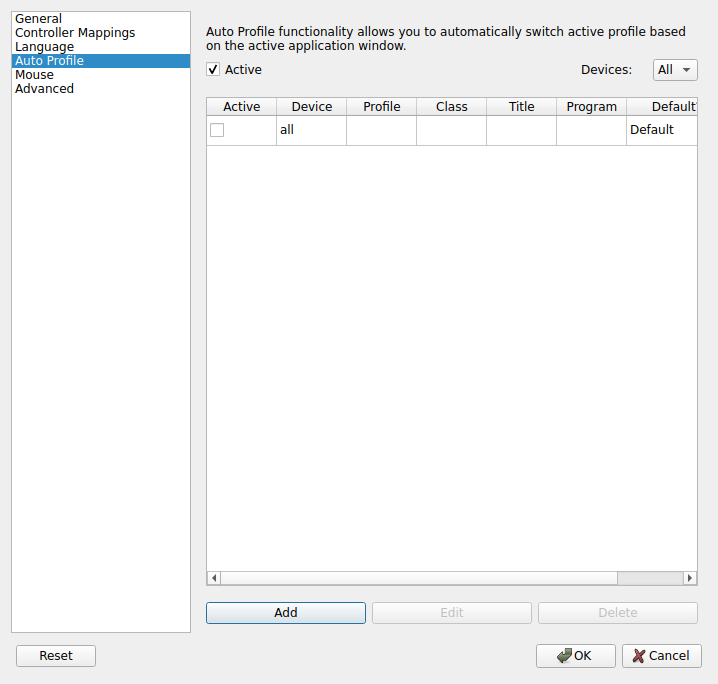 General
Controller Mappings
Language
Auto Profile
Mouse
Advanced
Auto Profile functionality allows you to automatically switch active profile based
on the active application window.
Active
Devices: All
Active Device Profile Class Title Program Default
all Default
Add Edit Delete
Reset OK Cancel